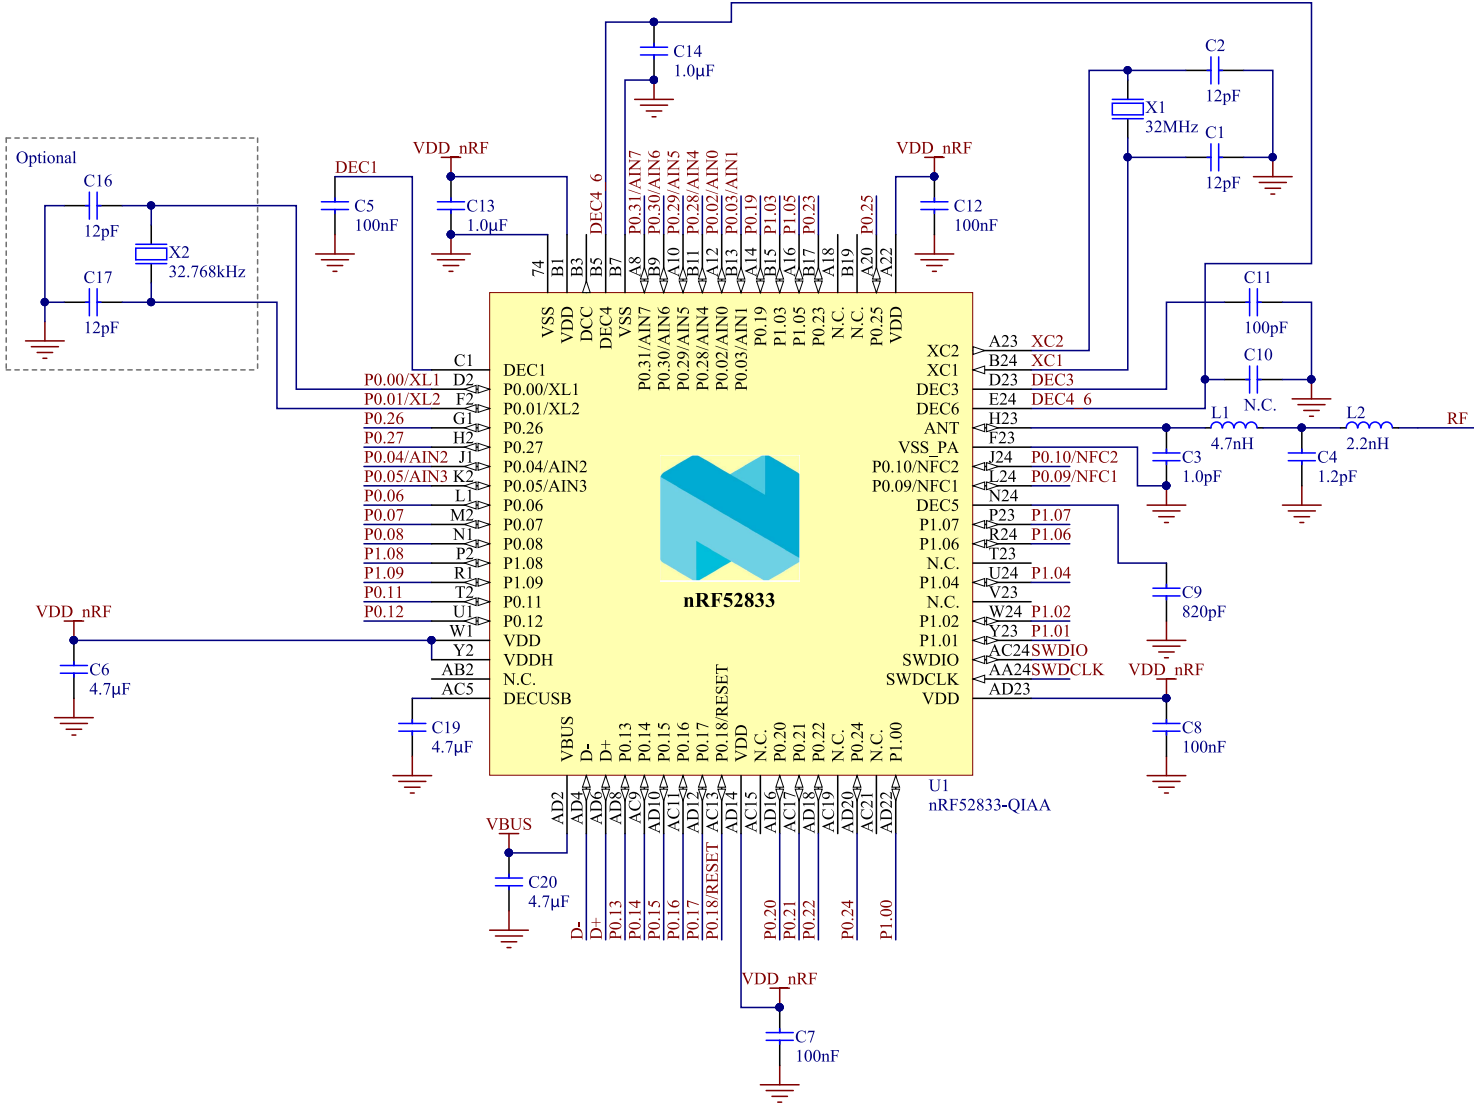 C14
1.0µF
C2
12pF
X1
32MHz
C1
12pF
Optional
C16
12pF
X2
32.768kHz
C17
12pF
DEC1
C5
100nF
VDD_nRF
C13
1.0µF
VDD_nRF
C12
100nF
DEC4_6
P0.31/AIN7
P0.30/AIN6
P0.29/AIN5
P0.28/AIN4
P0.02/AIN0
P0.03/AIN1
P0.19
P1.03
P1.05
P0.23
P0.25
74
B1
B3
B5
B7
A8
B9
A10
B11
A12
B13
A14
B15
A16
B17
A18
B19
A20
A22
VSS
VDD
DCC
DEC4
VSS
P0.31/AIN7
P0.30/AIN6
P0.29/AIN5
P0.28/AIN4
P0.02/AIN0
P0.03/AIN1
P0.19
P1.03
P1.05
P0.23
N.C.
N.C.
P0.25
VDD
C11
100pF
C10
N.C.
C1 DEC1
P0.00/XL1 D2 P0.00/XL1
P0.01/XL2 F2 P0.01/XL2
P0.26 G1 P0.26
P0.27 H2 P0.27
P0.04/AIN2 J1 P0.04/AIN2
P0.05/AIN3 K2 P0.05/AIN3
P0.06 L1 P0.06
P0.07 M2 P0.07
P0.08 N1 P0.08
P1.08 P2 P1.08
P1.09 R1 P1.09
P0.11 T2 P0.11
P0.12 U1 P0.12
W1 VDD
Y2 VDDH
AB2 N.C.
AC5 DECUSB
XC2 A23 XC2
XC1 B24 XC1
DEC3 D23 DEC3
DEC6 E24 DEC4_6
ANT H23
VSS_PA F23
P0.10/NFC2 J24 P0.10/NFC2
P0.09/NFC1 L24 P0.09/NFC1
DEC5 N24
P1.07 P23 P1.07
P1.06 R24 P1.06
N.C. T23
P1.04 U24 P1.04
N.C. V23
P1.02 W24 P1.02
P1.01 Y23 P1.01
SWDIO AC24 SWDIO
SWDCLK AA24 SWDCLK
VDD AD23
nRF52833
L1
4.7nH
L2
2.2nH
RF
C3
1.0pF
C4
1.2pF
C9
820pF
VDD_nRF
C8
100nF
VDD_nRF
C6
4.7µF
C19
4.7µF
VBUS
D-
D+
P0.13
P0.14
P0.15
P0.16
P0.17
P0.18/RESET
VDD
N.C.
P0.20
P0.21
P0.22
N.C.
P0.24
N.C.
P1.00
U1
nRF52833-QIAA
AD2
AD4
AD6
AD8
AC9
AD10
AC11
AD12
AC13
AD14
AC15
AD16
AC17
AD18
AC19
AD20
AC21
AD22
VBUS
C20
4.7µF
D-
D+
P0.13
P0.14
P0.15
P0.16
P0.17
P0.18/RESET
P0.20
P0.21
P0.22
P0.24
P1.00
VDD_nRF
C7
100nF